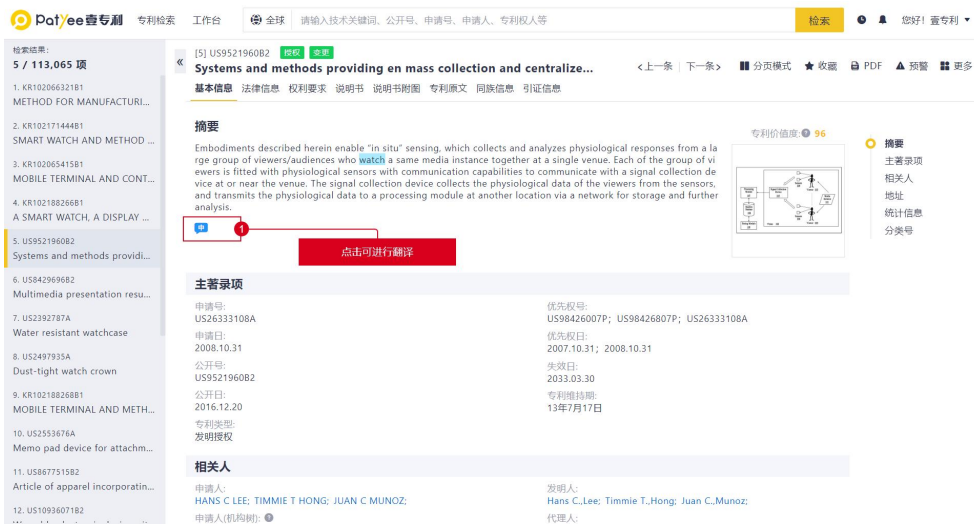 Patyee壹专利 专利检索 工作台 全球 请输入技术关键词、公开号、申请号、申请人、专利权人等 检索 您好！壹专利
检索结果:
5 / 113,065 项
1. KR102066321B1
METHOD FOR MANUFACTURI...
2. KR102171444B1
SMART WATCH AND METHOD ...
3. KR102065415B1
MOBILE TERMINAL AND CONT...
4. KR102188266B1
A SMART WATCH, A DISPLAY ...
5. US9521960B2
Systems and methods providi...
6. US8429696B2
Multimedia presentation resu...
7. US2392787A
Water resistant watchcase
8. US2497935A
Dust-tight watch crown
9. KR102188268B1
MOBILE TERMINAL AND METH...
10. US2553676A
Memo pad device for attachm...
11. US8677515B2
Article of apparel incorporatin...
12. US10936071B2
[5] US9521960B2 授权 变更
Systems and methods providing en mass collection and centralize...
<上一条 下一条> 分页模式 收藏 PDF 预警 更多
基本信息 法律信息 权利要求 说明书 说明书附图 专利原文 同族信息 引证信息
摘要
Embodiments described herein enable "in situ" sensing, which collects and analyzes physiological responses from a la
rge group of viewers/audiences who watch a same media instance together at a single venue. Each of the group of vi
ewers is fitted with physiological sensors with communication capabilities to communicate with a signal collection de
vice at or near the venue. The signal collection device collects the physiological data of the viewers from the sensors,
and transmits the physiological data to a processing module at another location via a network for storage and further
analysis.
申 1
点击可进行翻译
专利价值度: 96
摘要
主著录项
相关人
地址
统计信息
分类号
主著录项
申请号:
US26333108A
申请日:
2008.10.31
公开号:
US9521960B2
公开日:
2016.12.20
专利类型:
发明授权
优先权号:
US98426007P; US98426807P; US26333108A
优先权日:
2007.10.31; 2008.10.31
失效日:
2033.03.30
专利维持期:
13年7月17日
相关人
申请人:
HANS C LEE; TIMMIE T HONG; JUAN C MUNOZ;
申请人(机构树):
发明人:
Hans C.,Lee; Timmie T.,Hong; Juan C.,Munoz;
代理人: